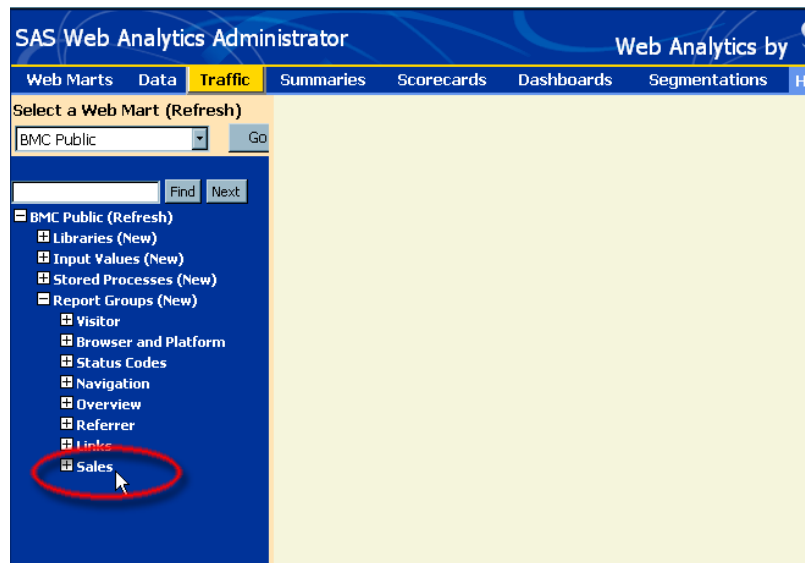 SAS Web Analytics Administrator
Web Analytics by
Web Marts Data Traffic Summaries Scorecards Dashboards Segmentations H
Select a Web Mart (Refresh)
BMC Public Go
Find Next
BMC Public (Refresh)
Libraries (New)
Input Values (New)
Stored Processes (New)
Report Groups (New)
Visitor
Browser and Platform
Status Codes
Navigation
Overview
Referrer
Links
Sales